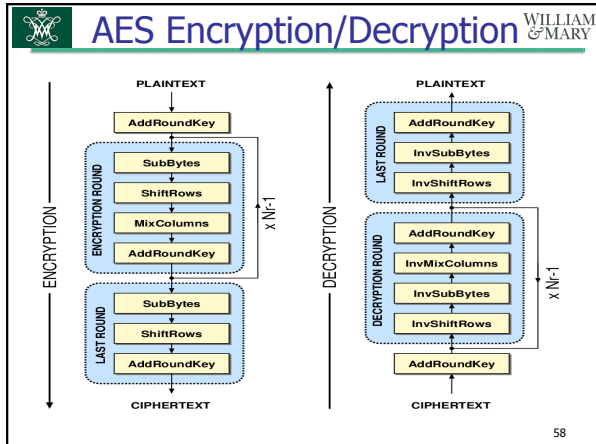 AES Encryption/Decryption
WILLIAM
& MARY
PLAINTEXT
AddRoundKey
ENCRYPTION
ENCRYPTION ROUND
SubBytes
ShiftRows
MixColumns
AddRoundKey
x Nr-1
LAST ROUND
SubBytes
ShiftRows
AddRoundKey
CIPHERTEXT
PLAINTEXT
DECRYPTION
LAST ROUND
AddRoundKey
InvSubBytes
InvShiftRows
DECRYPTION ROUND
AddRoundKey
InvMixColumns
InvSubBytes
InvShiftRows
x Nr-1
AddRoundKey
CIPHERTEXT
58